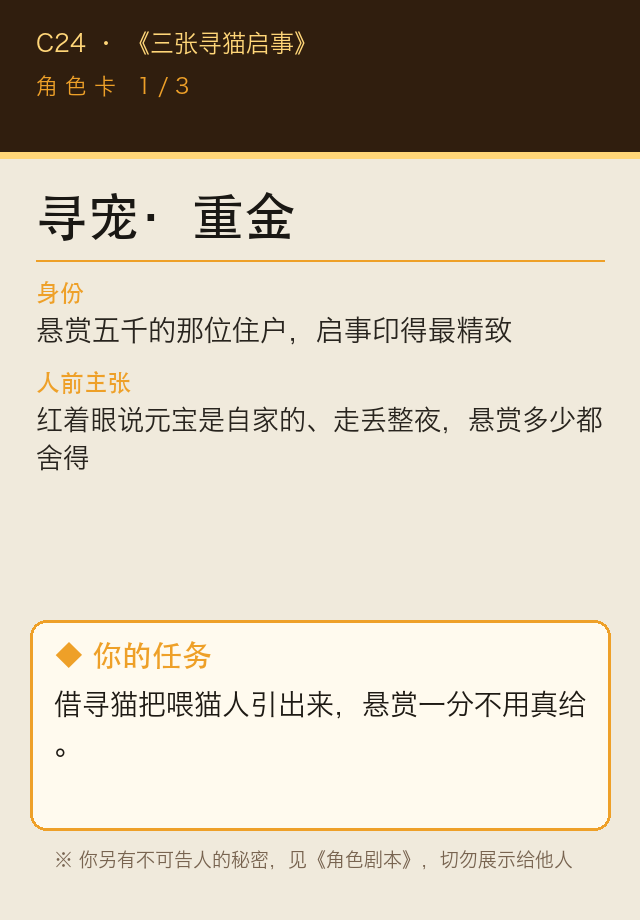 C24 · 《三张寻猫启事》
角色卡 1/3
寻宠· 重金
身份
悬赏五千的那位住户，启事印得最精致
人前主张
红着眼说元宝是自家的、走丢整夜，悬赏多少都
舍得
◆ 你的任务
借寻猫把喂猫人引出来，悬赏一分不用真给
。
※ 你另有不可告人的秘密，见《角色剧本》，切勿展示给他人